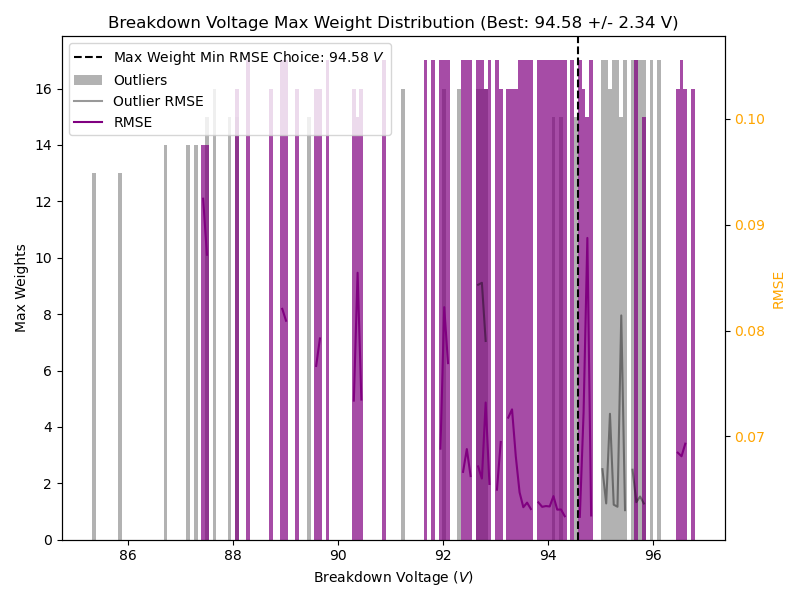 Breakdown Voltage Max Weight Distribution (Best: 94.58 +/- 2.34 V)
Max Weight Min RMSE Choice: 94.58 V
Outliers
Outlier RMSE
RMSE
Max Weights
0
2
4
6
8
10
12
14
16
86
88
90
92
94
96
Breakdown Voltage (V)
0.10
0.09
0.08
0.07
RMSE